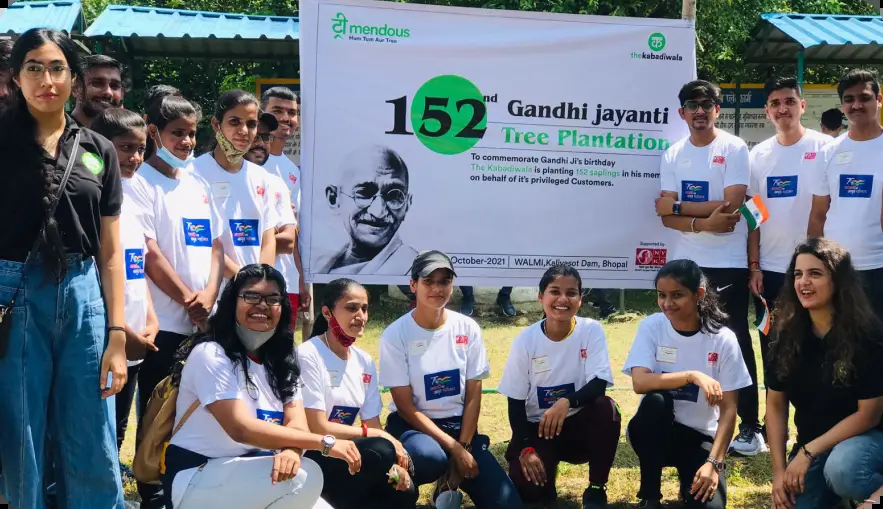 ट्री mendous
Hum Tum Aur Tree
क
thekabadiwala
152nd
Gandhi jayanti
Tree Plantation
To commemorate Gandhi Ji's birthday
The Kabadiwala is planting 152 saplings in his mem
on behalf of it's privileged Customers.
October-2021 WALMI,Kaliyasot Dam, Bhopal
Supported by